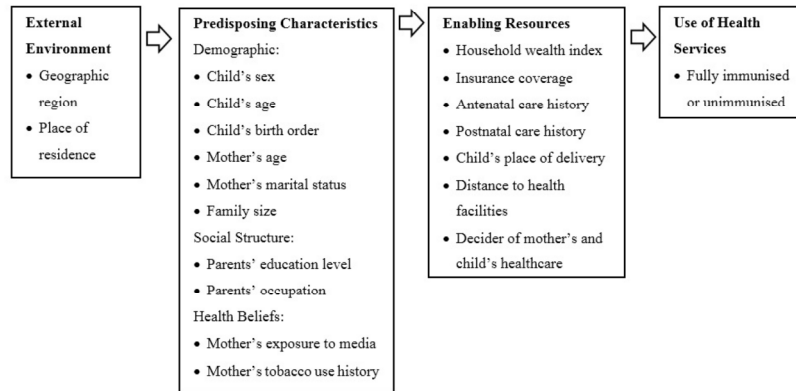 External
Environment
• Geographic
region
• Place of
residence
Predisposing Characteristics
Demographic:
• Child's sex
• Child's age
• Child's birth order
• Mother's age
• Mother's marital status
• Family size
Social Structure:
• Parents' education level
• Parents' occupation
Health Beliefs:
• Mother's exposure to media
• Mother's tobacco use history
Enabling Resources
• Household wealth index
• Insurance coverage
• Antenatal care history
• Postnatal care history
• Child's place of delivery
• Distance to health
facilities
• Decider of mother's and
child's healthcare
Use of Health
Services
• Fully immunised
or unimmunised